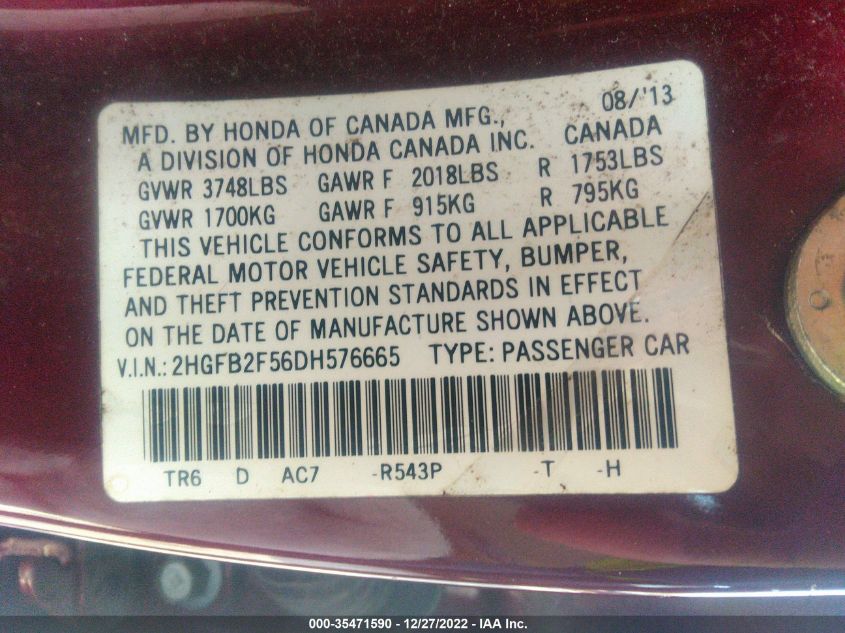 08/'13
MFD. BY HONDA OF CANADA MFG.,
A DIVISION OF HONDA CANADA INC. CANADA
GVWR 3748LBS GAWR F 2018LBS R 1753LBS
GVWR 1700KG GAWR F 915KG R 795KG
THIS VEHICLE CONFORMS TO ALL APPLICABLE
FEDERAL MOTOR VEHICLE SAFETY, BUMPER,
AND THEFT PREVENTION STANDARDS IN EFFECT
ON THE DATE OF MANUFACTURE SHOWN ABOVE.
V.I.N.: 2HGFB2F56DH576665 TYPE: PASSENGER CAR
TR6 D AC7 -R543P -T -H
000-35471590 - 12/27/2022 - IAA Inc.